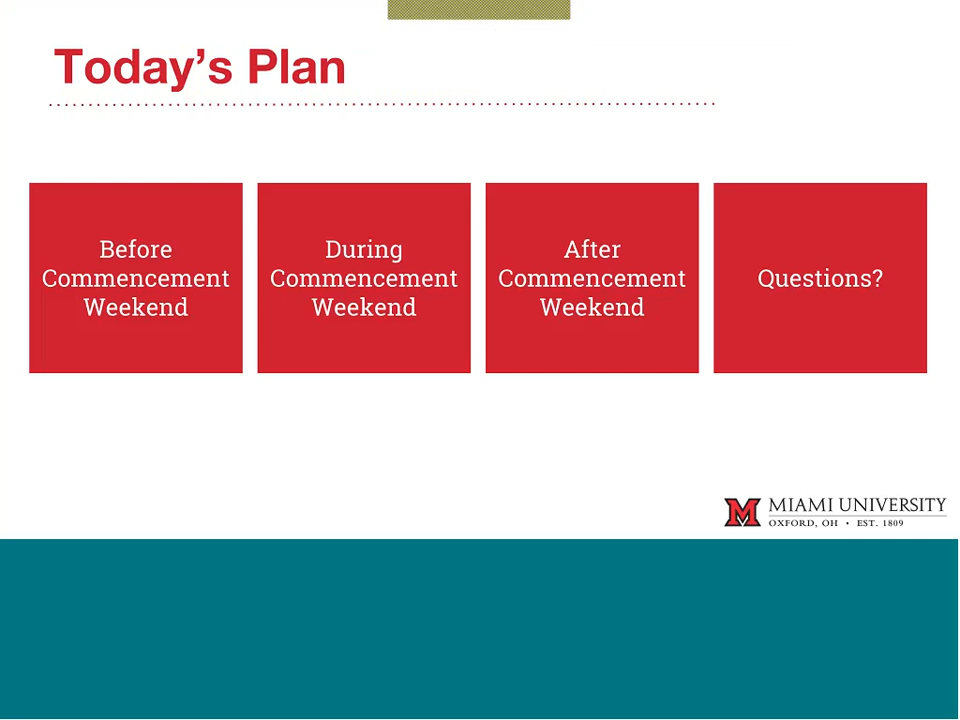 Today's Plan
Before
Commencement
Weekend
During
Commencement
Weekend
After
Commencement
Weekend
Questions?
MIAMI UNIVERSITY
OXFORD, OH • EST. 1809